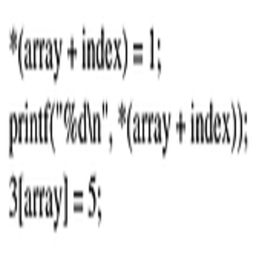 *(array + index) = 1;
printf("%d\n", *(array + index));
3[array] = 5;